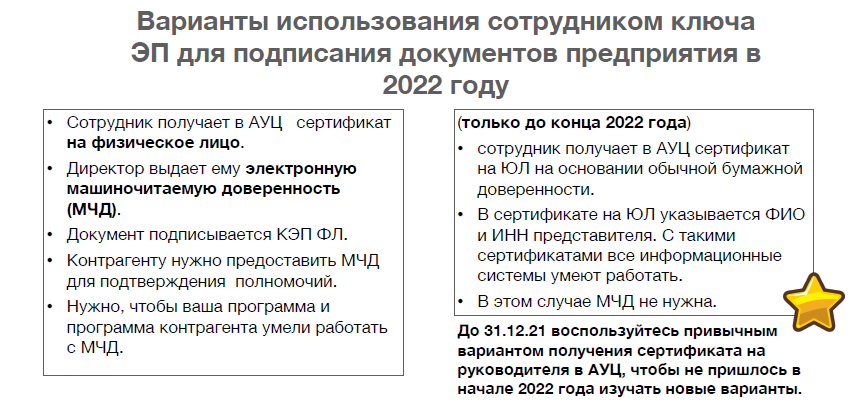 Варианты использования сотрудником ключа
ЭП для подписания документов предприятия в
2022 году
• Сотрудник получает в АУЦ сертификат
на физическое лицо.
• Директор выдает ему электронную
машиночитаемую доверенность
(МЧД).
• Документ подписывается КЭП ФЛ.
• Контрагенту нужно предоставить МЧД
для подтверждения полномочий.
• Нужно, чтобы ваша программа и
программа контрагента умели работать
с МЧД.
(только до конца 2022 года)
• сотрудник получает в АУЦ сертификат
на ЮЛ на основании обычной бумажной
доверенности.
• В сертификате на ЮЛ указывается ФИО
и ИНН представителя. С такими
сертификатами все информационные
системы умеют работать.
• В этом случае МЧД не нужна.
До 31.12.21 воспользуйтесь привычным
вариантом получения сертификата на
руководителя в АУЦ, чтобы не пришлось в
начале 2022 года изучать новые варианты.